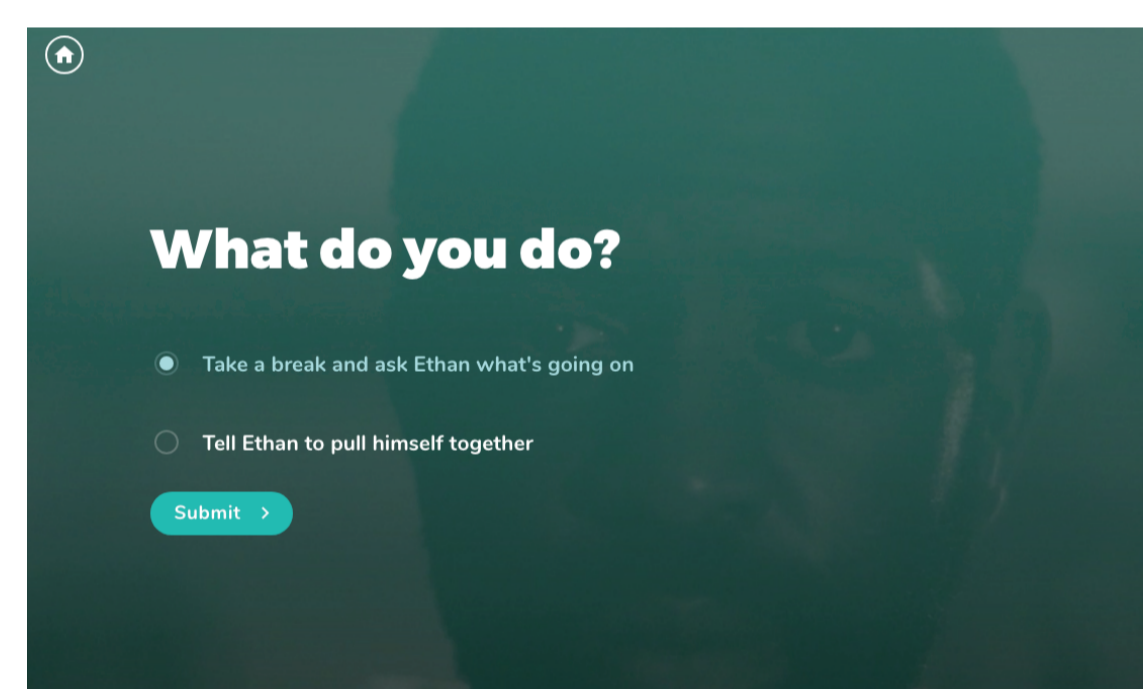 What do you do?
Take a break and ask Ethan what's going on
Tell Ethan to pull himself together
Submit